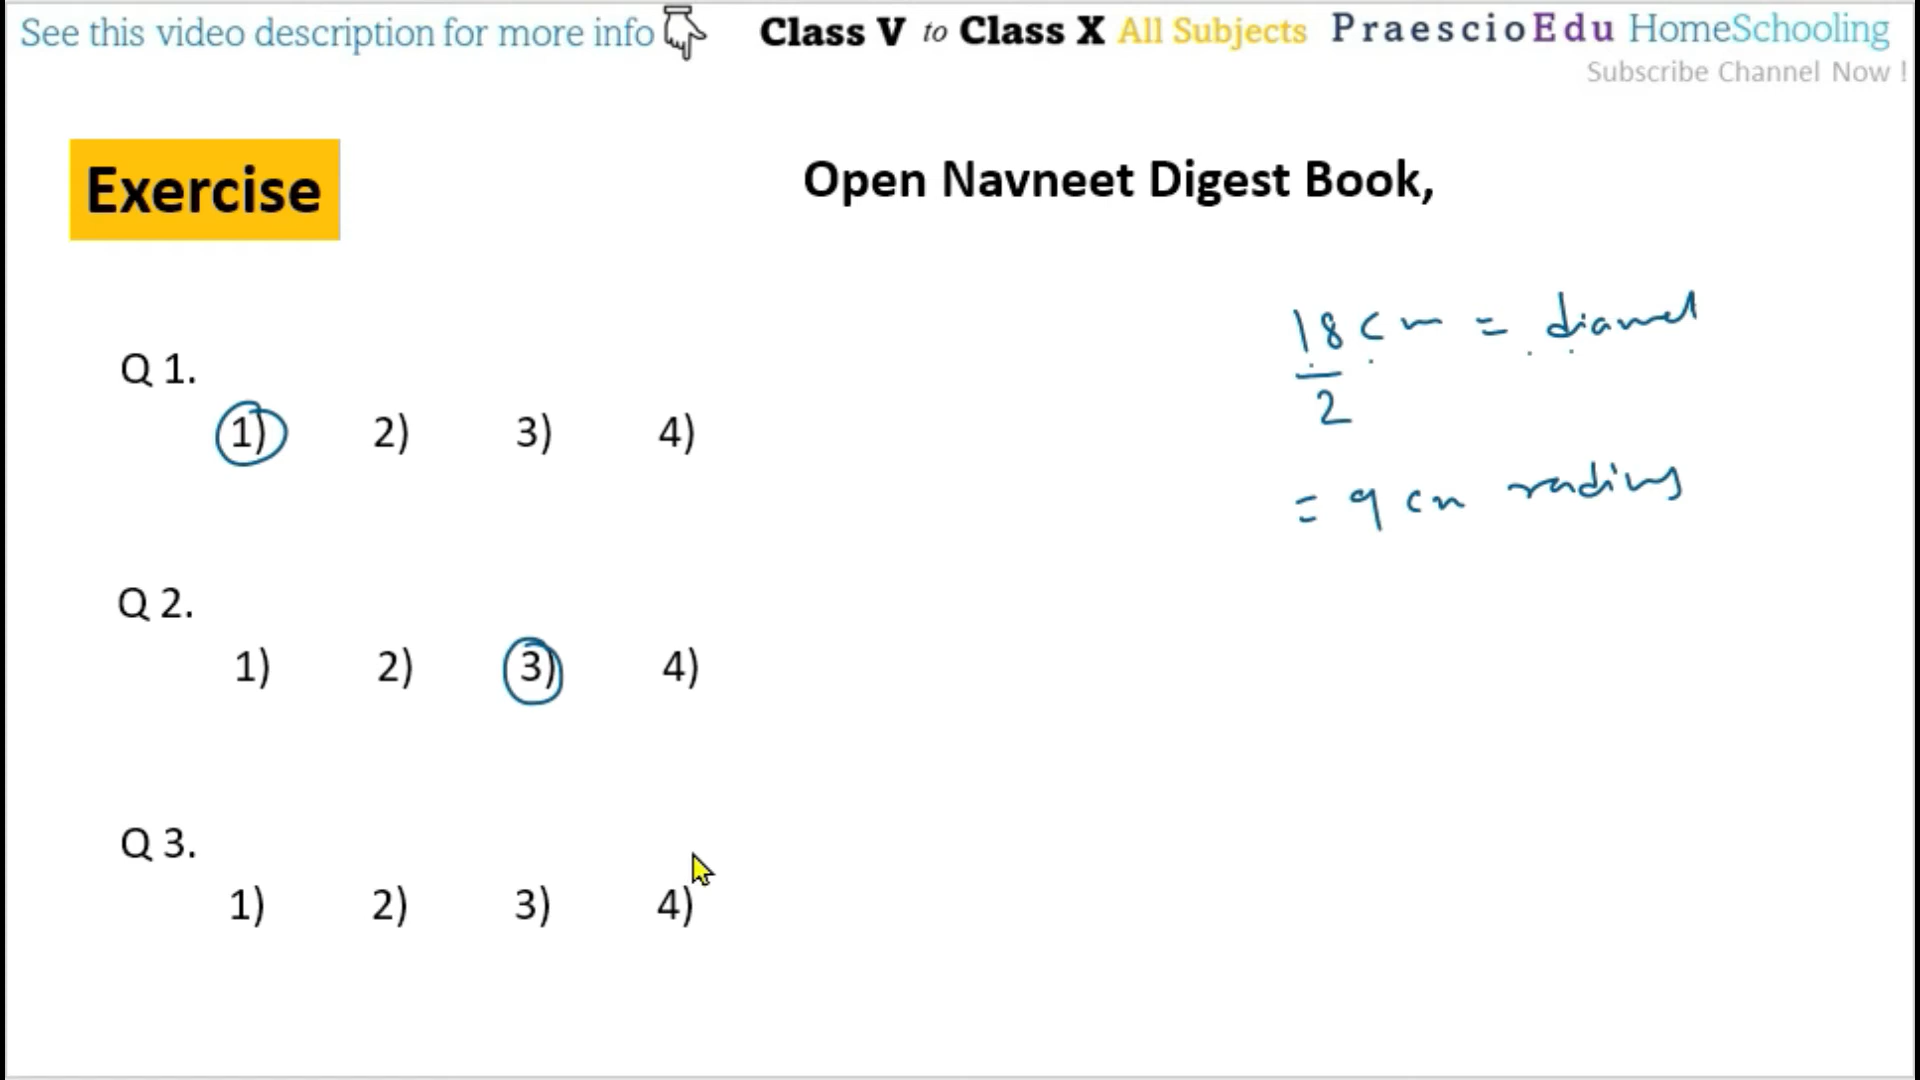 See this video description for more info Class V to Class X All Subjects PraescioEdu HomeSchooling
Subscribe Channel Now !
Exercise
Open Navneet Digest Book,
18 cm = diamet
2
= 9 cm radius
Q 1.
1) 2) 3) 4)
Q 2.
1) 2) 3) 4)
Q 3.
1) 2) 3) 4)